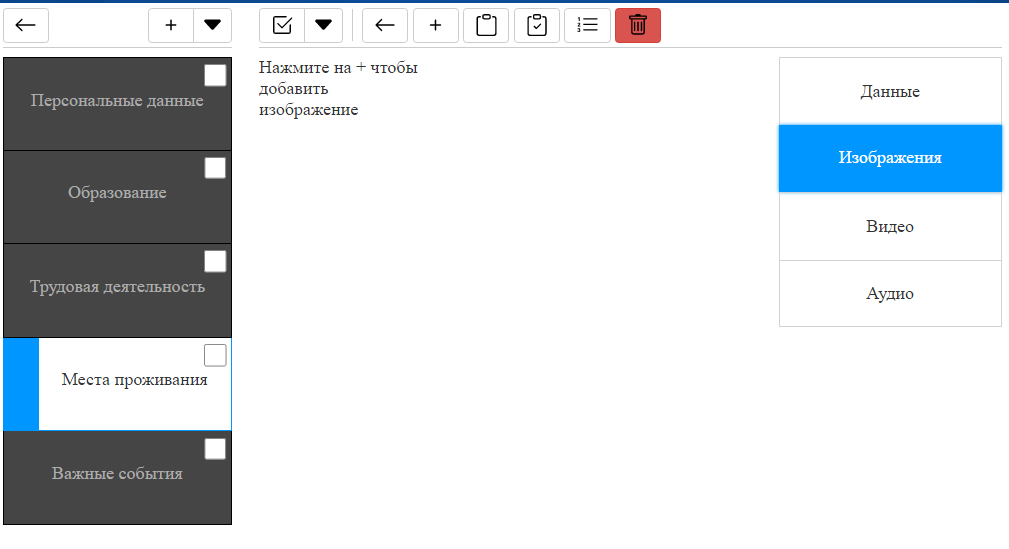 Нажмите на + чтобы
добавить
изображение
Персональные данные
Образование
Трудовая деятельность
Места проживания
Важные события
Данные
Изображения
Видео
Аудио